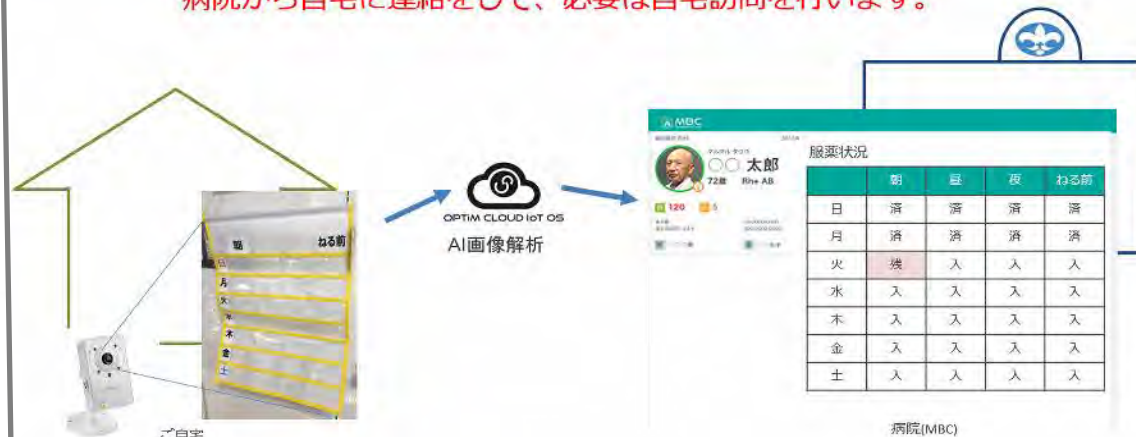 病院から自宅に連絡をして、必要は自宅訪問を行います。
MBC
〇〇 太郎
72歳 Rh+ AB
120 5
服薬状況
朝 昼 夜 ねる前
日 済 済 済 済
月 済 済 済 済
火 残 入 入 入
水 入 入 入 入
木 入 入 入 入
金 入 入 入 入
土 入 入 入 入
OPTiM CLOUD IoT OS
AI画像解析
朝 ねる前
日
月
火
水
木
金
土
ご自宅
病院(MBC)